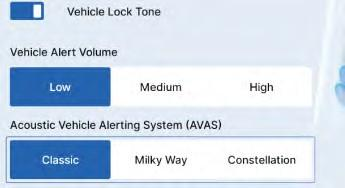 Vehicle Lock Tone
Vehicle Alert Volume
Low Medium High
Acoustic Vehicle Alerting System (AVAS)
Classic Milky Way Constellation